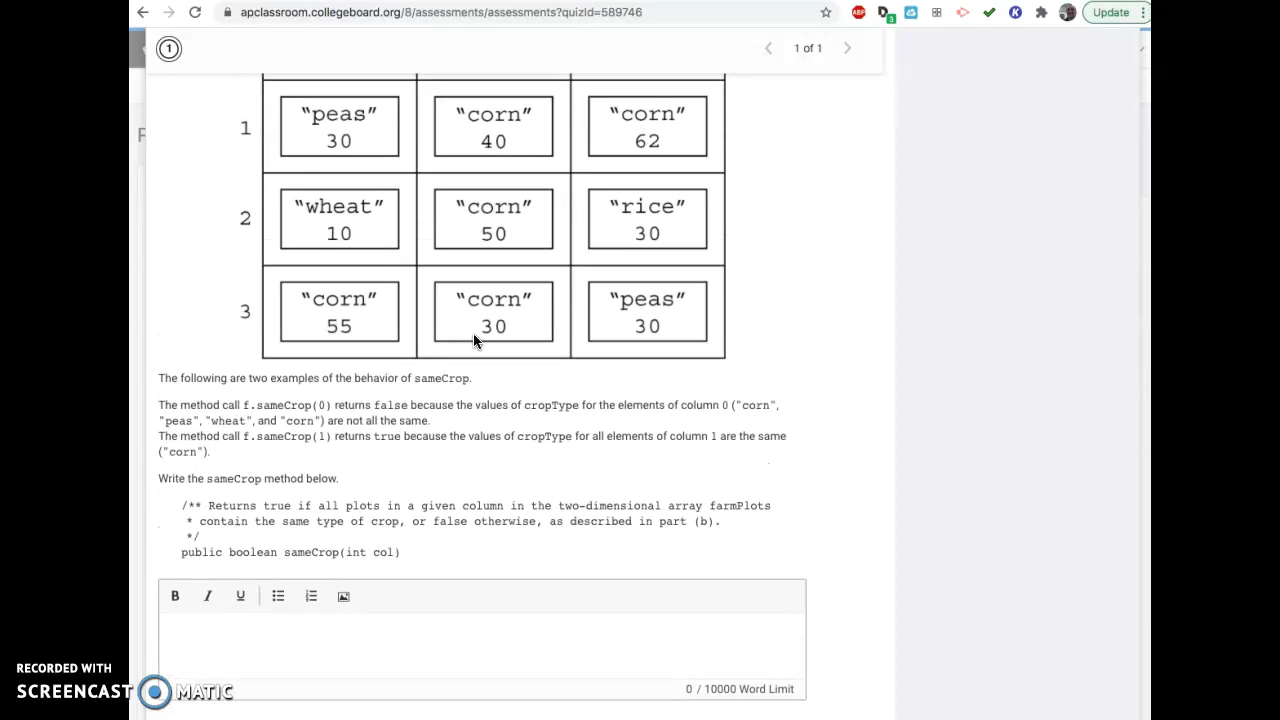 apclassroom.collegeboard.org/8/assessments/assessments?quizId=589746
ABP
D
3
K
Update
1
1 of 1
F
1
"peas"
30
"corn"
40
"corn"
62
2
"wheat"
10
"corn"
50
"rice"
30
3
"corn"
55
"corn"
30
"peas"
30
The following are two examples of the behavior of sameCrop.
The method call f.sameCrop(0) returns false because the values of cropType for the elements of column 0 ("corn",
"peas", "wheat", and "corn") are not all the same.
The method call f.sameCrop(1) returns true because the values of cropType for all elements of column 1 are the same
("corn").
Write the sameCrop method below.
/** Returns true if all plots in a given column in the two-dimensional array farmPlots
* contain the same type of crop, or false otherwise, as described in part (b).
*/
public boolean sameCrop(int col)
B I U
0 / 10000 Word Limit
RECORDED WITH
SCREENCAST MATIC